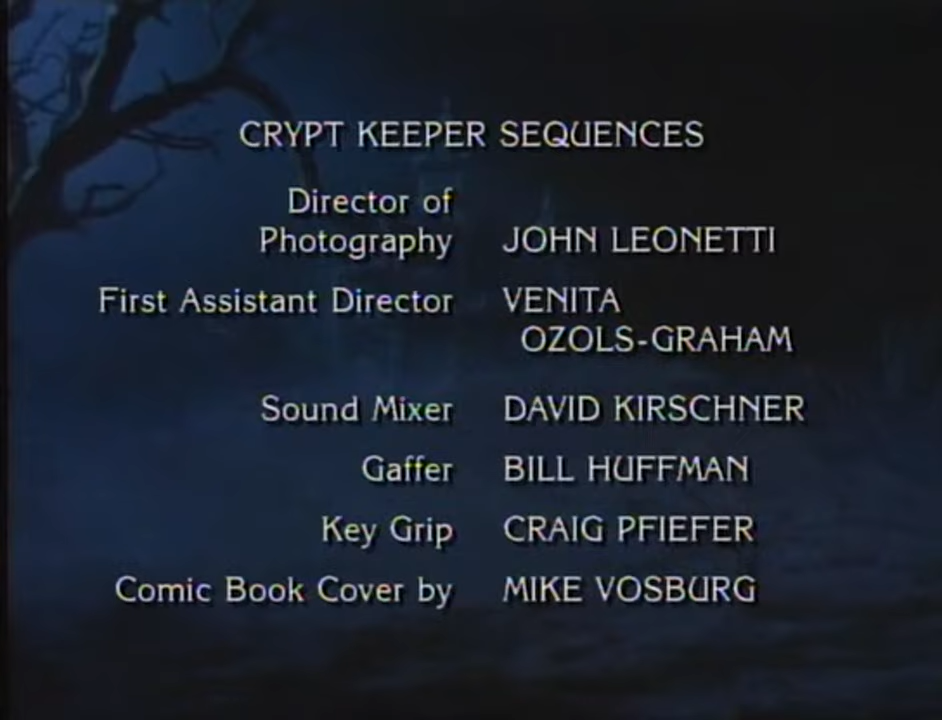 CRYPT KEEPER SEQUENCES
Director of
Photography JOHN LEONETTI
First Assistant Director VENITA
OZOLS-GRAHAM
Sound Mixer DAVID KIRSCHNER
Gaffer BILL HUFFMAN
Key Grip CRAIG PFIEFER
Comic Book Cover by MIKE VOSBURG